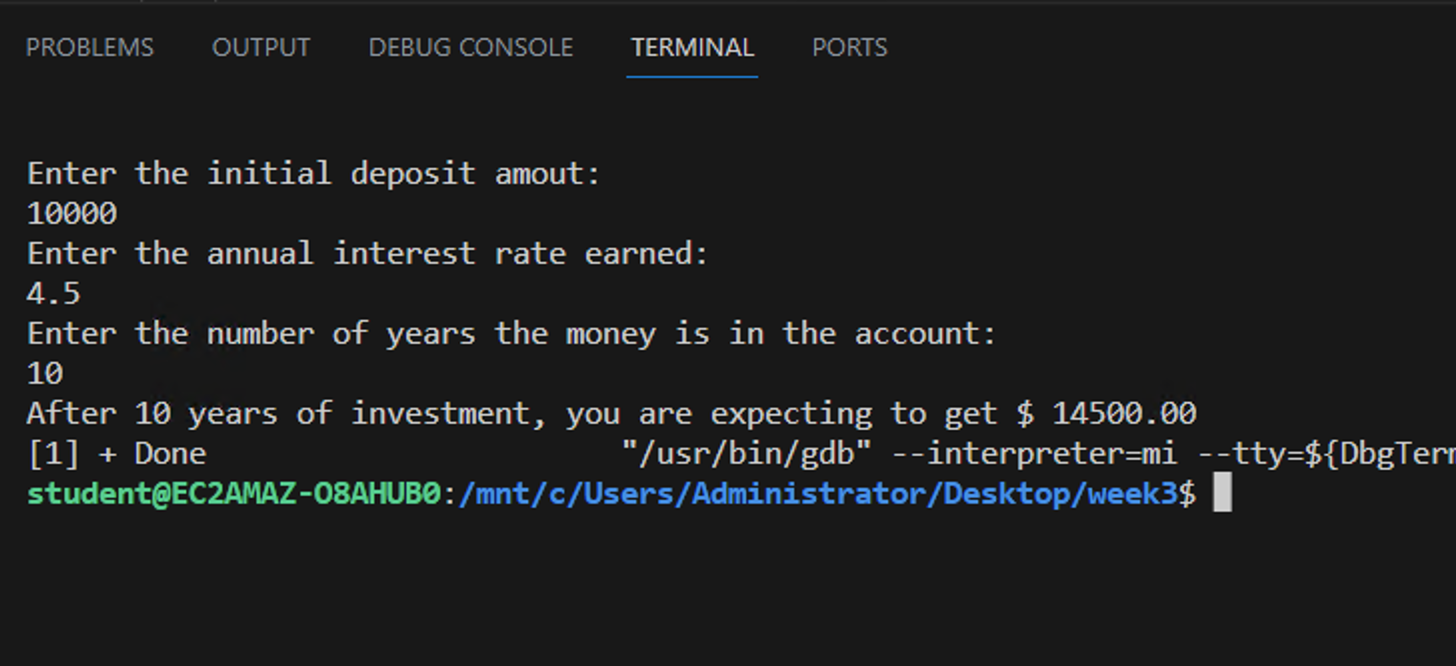 PROBLEMS OUTPUT DEBUG CONSOLE TERMINAL PORTS
Enter the initial deposit amout:
10000
Enter the annual interest rate earned:
4.5
Enter the number of years the money is in the account:
10
After 10 years of investment, you are expecting to get $ 14500.00
[1] + Done "/usr/bin/gdb" --interpreter=mi --tty=${DbgTerm
student@EC2AMAZ-O8AHUB0:/mnt/c/Users/Administrator/Desktop/week3$